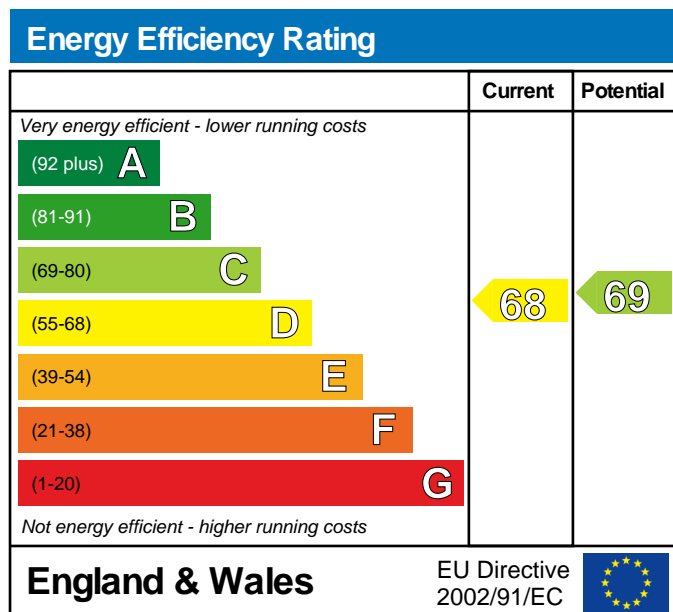 Energy Efficiency Rating
Current Potential
Very energy efficient - lower running costs
(92 plus) A
(81-91) B
(69-80) C
(55-68) D
68 69
(39-54) E
(21-38) F
(1-20) G
Not energy efficient - higher running costs
England & Wales
EU Directive
2002/91/EC